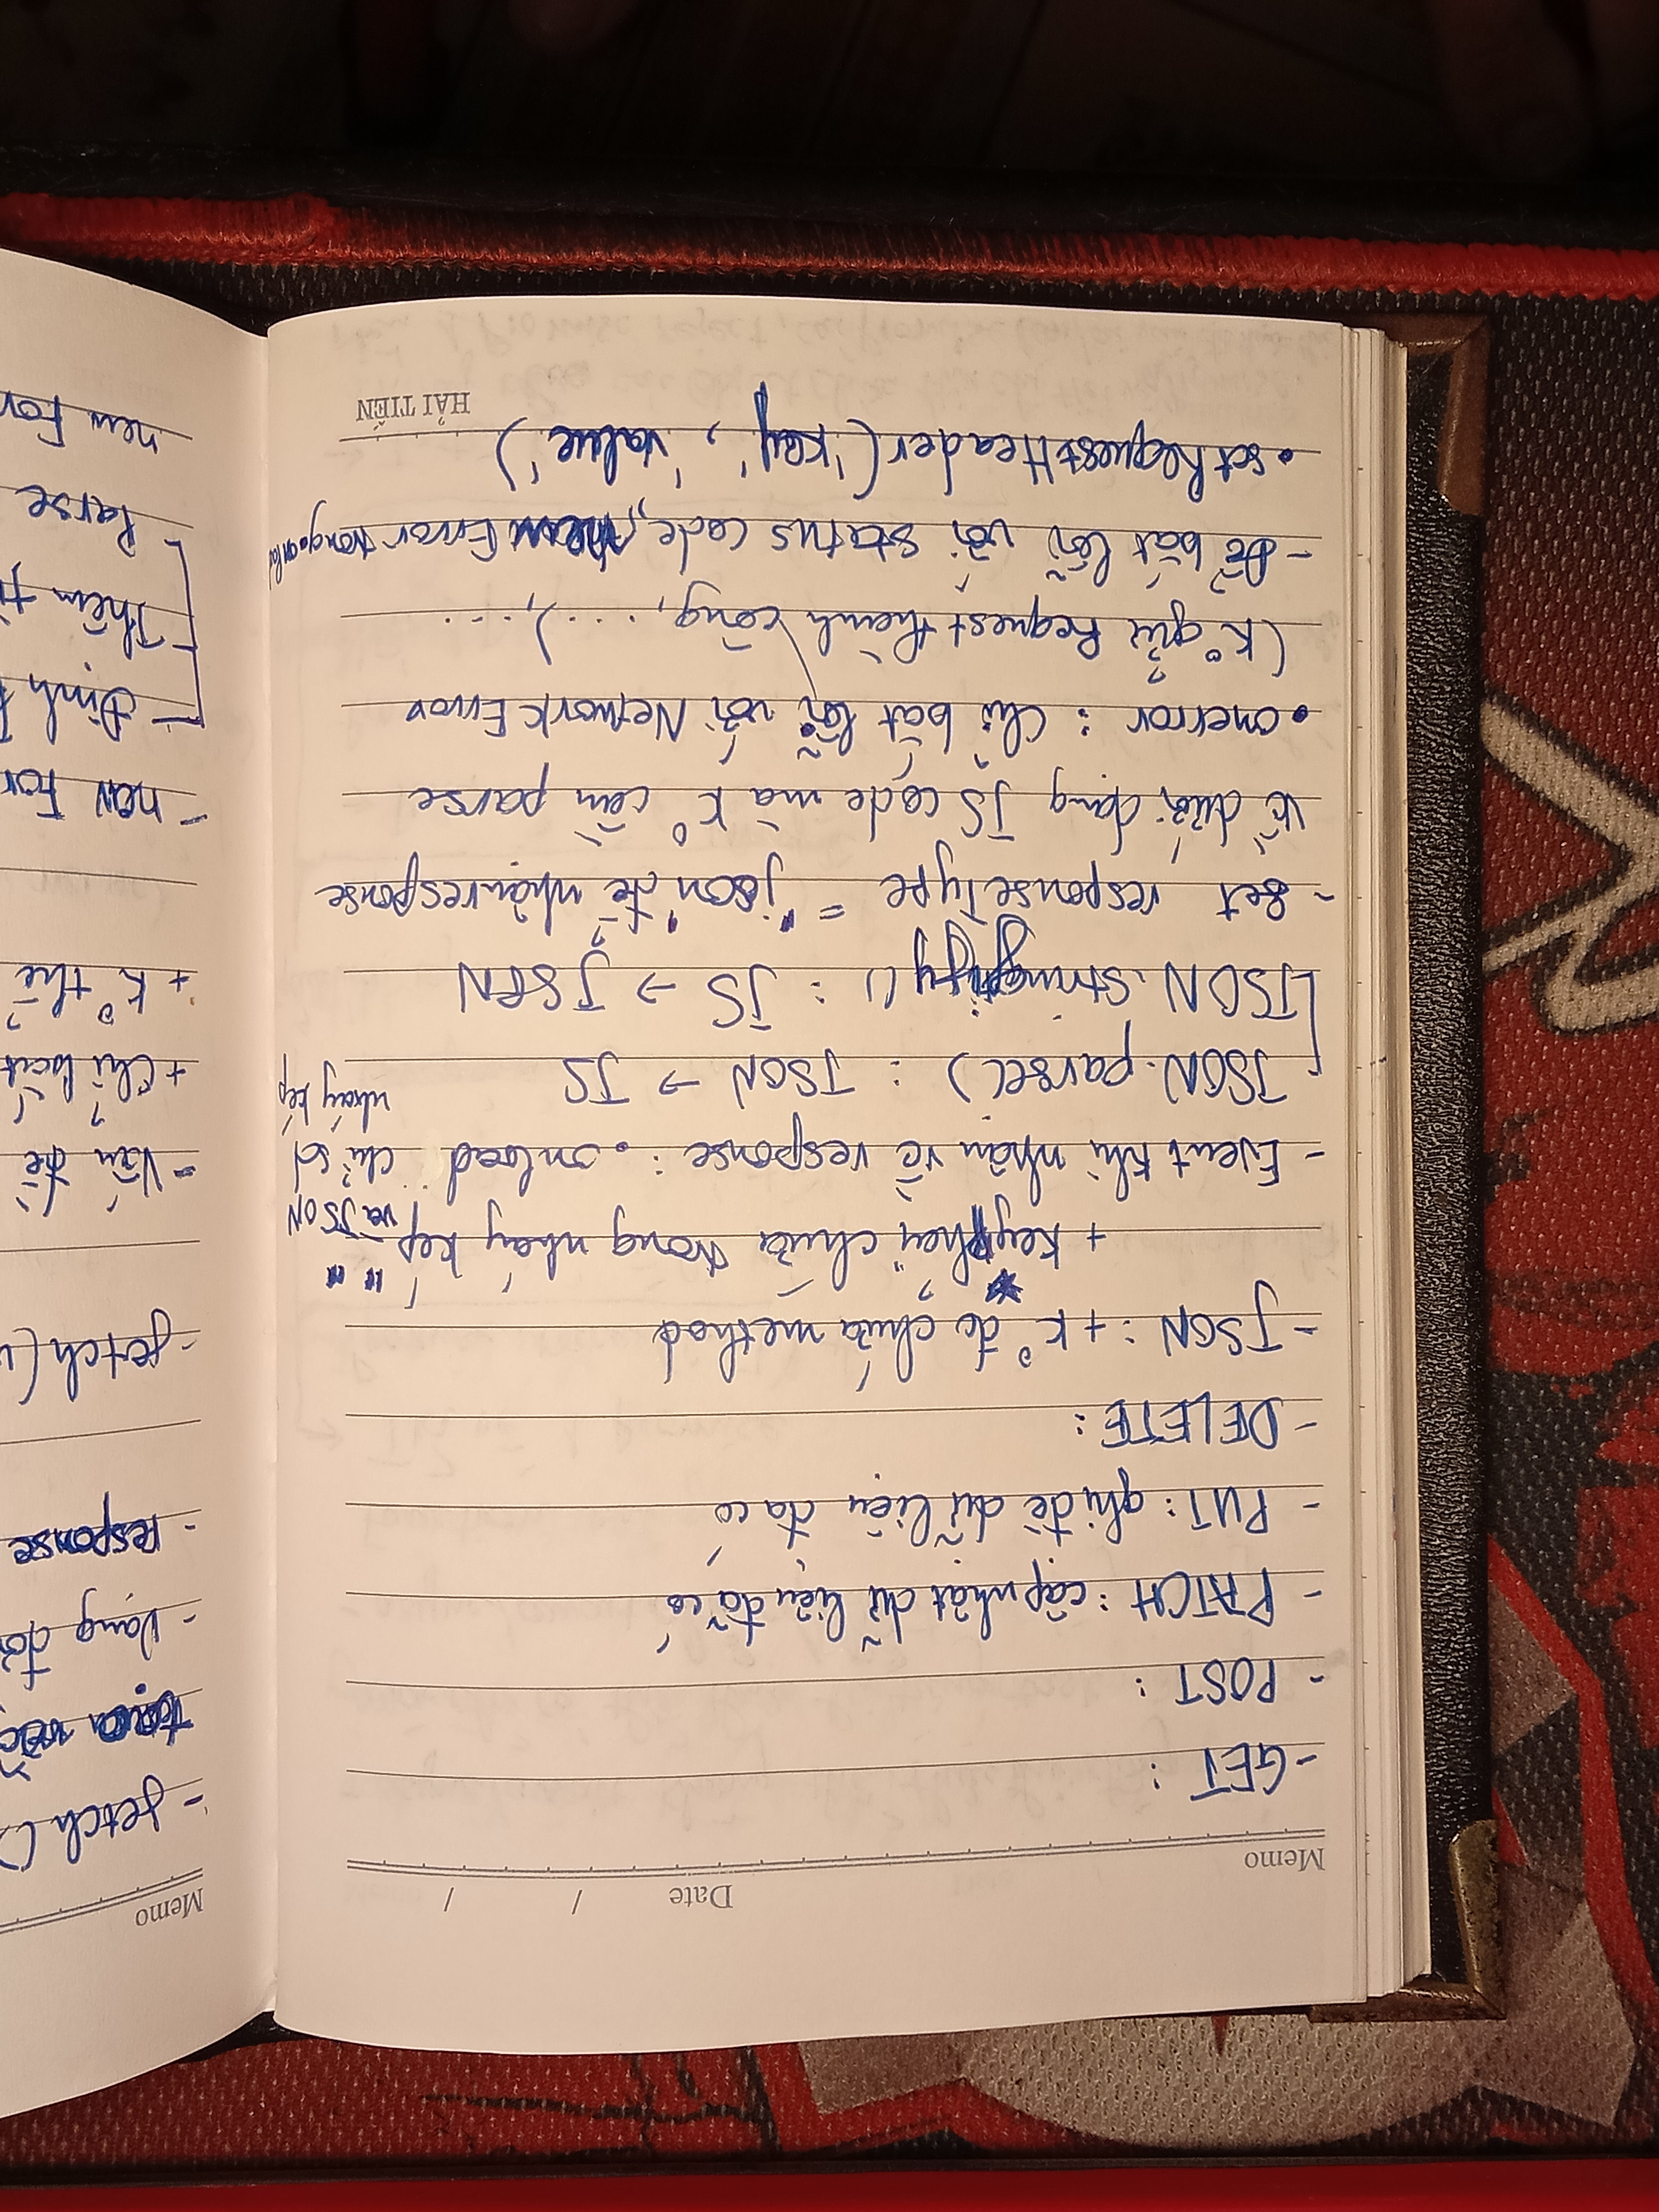 Date / /
Memo
- GET :
- POST :
- PATCH : cập nhật dữ liệu đã có
- PUT : ghi đè dữ liệu đã có
- DELETE :
- JSON : + K° đc chứa method
+ Key phải chứa trong nháy kép " "
và JSON
chỉ sd
nháy kép
- Event khi nhận về response : .onload
JSON.parse() : JSON → JS
JSON.stringify() : JS → JSON
- set responseType = "json" để nhận response
về dưới dạng JS code mà K° cần parse
.onerror : Chỉ bắt lỗi với Network Error
(K° gửi Request thành công, ...), ...
- Để bắt lỗi với status code, Error trong onload
.setRequestHeader('key', 'value')
HẢI TIẾN
Memo
- fetch()
tạo
- Dạng
- response
- fetch(
- Vấn đề
+ Chỉ bắt
+ K° thể
- new For
Định
Thêm
Parse
new For